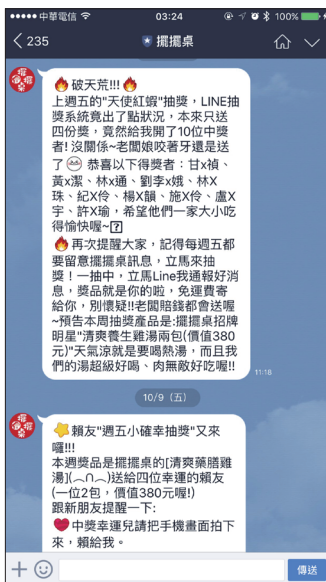 中華電信 03:24 100%
235 擺擺桌
🔥破天荒!!!🔥
上週五的"天使紅蝦"抽獎，LINE抽
獎系統竟出了點狀況，本來只送
四份獎，竟然給我開了10位中獎
者! 沒關係~老闆娘咬著牙還是送
了😁 恭喜以下得獎者：甘x禎、
黃x潔、林x通、劉李x娥、林X
珠、紀X伶、楊X韻、施X伶、盧X
宇、許X瑜，希望他們一家大小吃
得愉快喔~?
🔥再次提醒大家，記得每週五都
要留意擺擺桌訊息，立馬來抽
獎！一抽中，立馬Line我通報好消
息，獎品就是你的啦，免運費寄
給你，別懷疑!!老闆賠錢都會送喔
~預告本周抽獎產品是:擺擺桌招牌
明星"清爽養生雞湯兩包(價值380
元)"天氣涼就是要喝熱湯，而且我
們的湯超級好喝、肉無敵好吃喔!!
11:18
10/9（五）
⭐賴友"週五小確幸抽獎"又來
囉!!!
本週獎品是擺擺桌的[清爽藥膳雞
湯](︵∩︵)送給四位幸運的賴友
(一位2包，價值380元喔!)
跟新朋友提醒一下:
❤中獎幸運兒請把手機畫面拍下
來，賴給我。
傳送